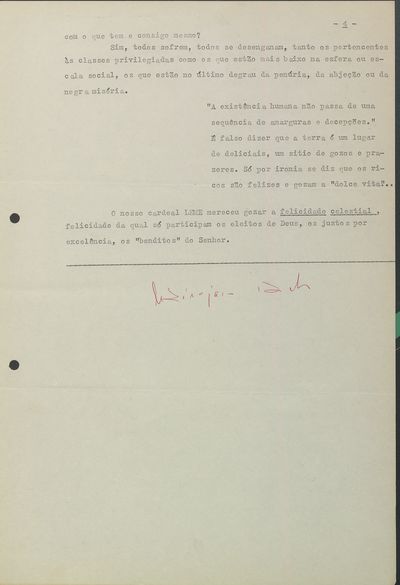 - 4 -
com o que tem e consigo mesmo?
Sim, todos sofrem, todos se desenganam, tanto os pertencentes
às classes privilegiadas como os que estão mais baixo na esfera ou es-
cala social, os que estão no último degrau da penúria, da abjeção ou da
negra miséria.
"A existência humana não passa de uma
sequência de amarguras e decepções."
É falso dizer que a terra é um lugar
de deliciais, um sitio de gozos e pra-
zeres. Só por ironia se diz que os ri-
cos são felizes e gozam a "dolce vita"..
O nosso cardeal LEME mereceu gozar a felicidade celestial,
felicidade da qual só participam os eleitos de Deus, os justos por
excelência, os "benditos" do Senhor.